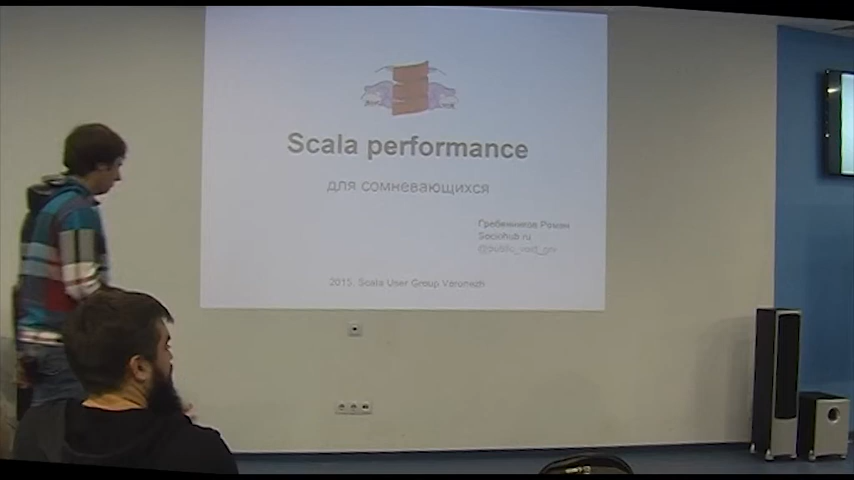 Scala performance
для сомневающихся
Гребенников Роман
Sociohub.ru
2015. Scala User Group Voronezh